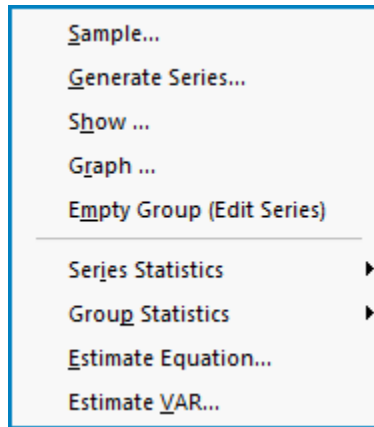 Sample...
Generate Series...
Show ...
Graph ...
Empty Group (Edit Series)
Series Statistics
Group Statistics
Estimate Equation...
Estimate VAR...